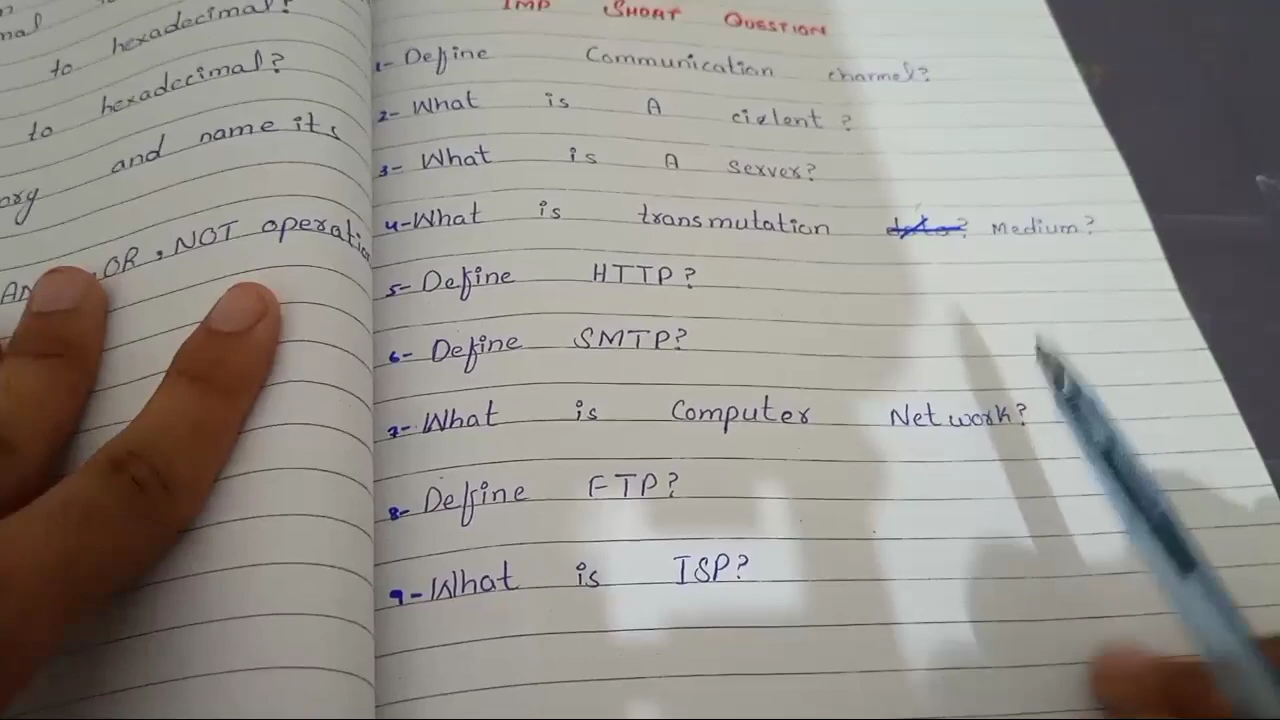 to hexadecimal?
to hexadecimal?
and name its
OR, NOT operation
IMP SHORT QUESTION
1- Define Communication channel?
2- What is A cielent?
3- What is A server?
4- What is transmutation Medium?
5- Define HTTP?
6- Define SMTP?
7- What is Computer Network?
8- Define FTP?
9- What is ISP?